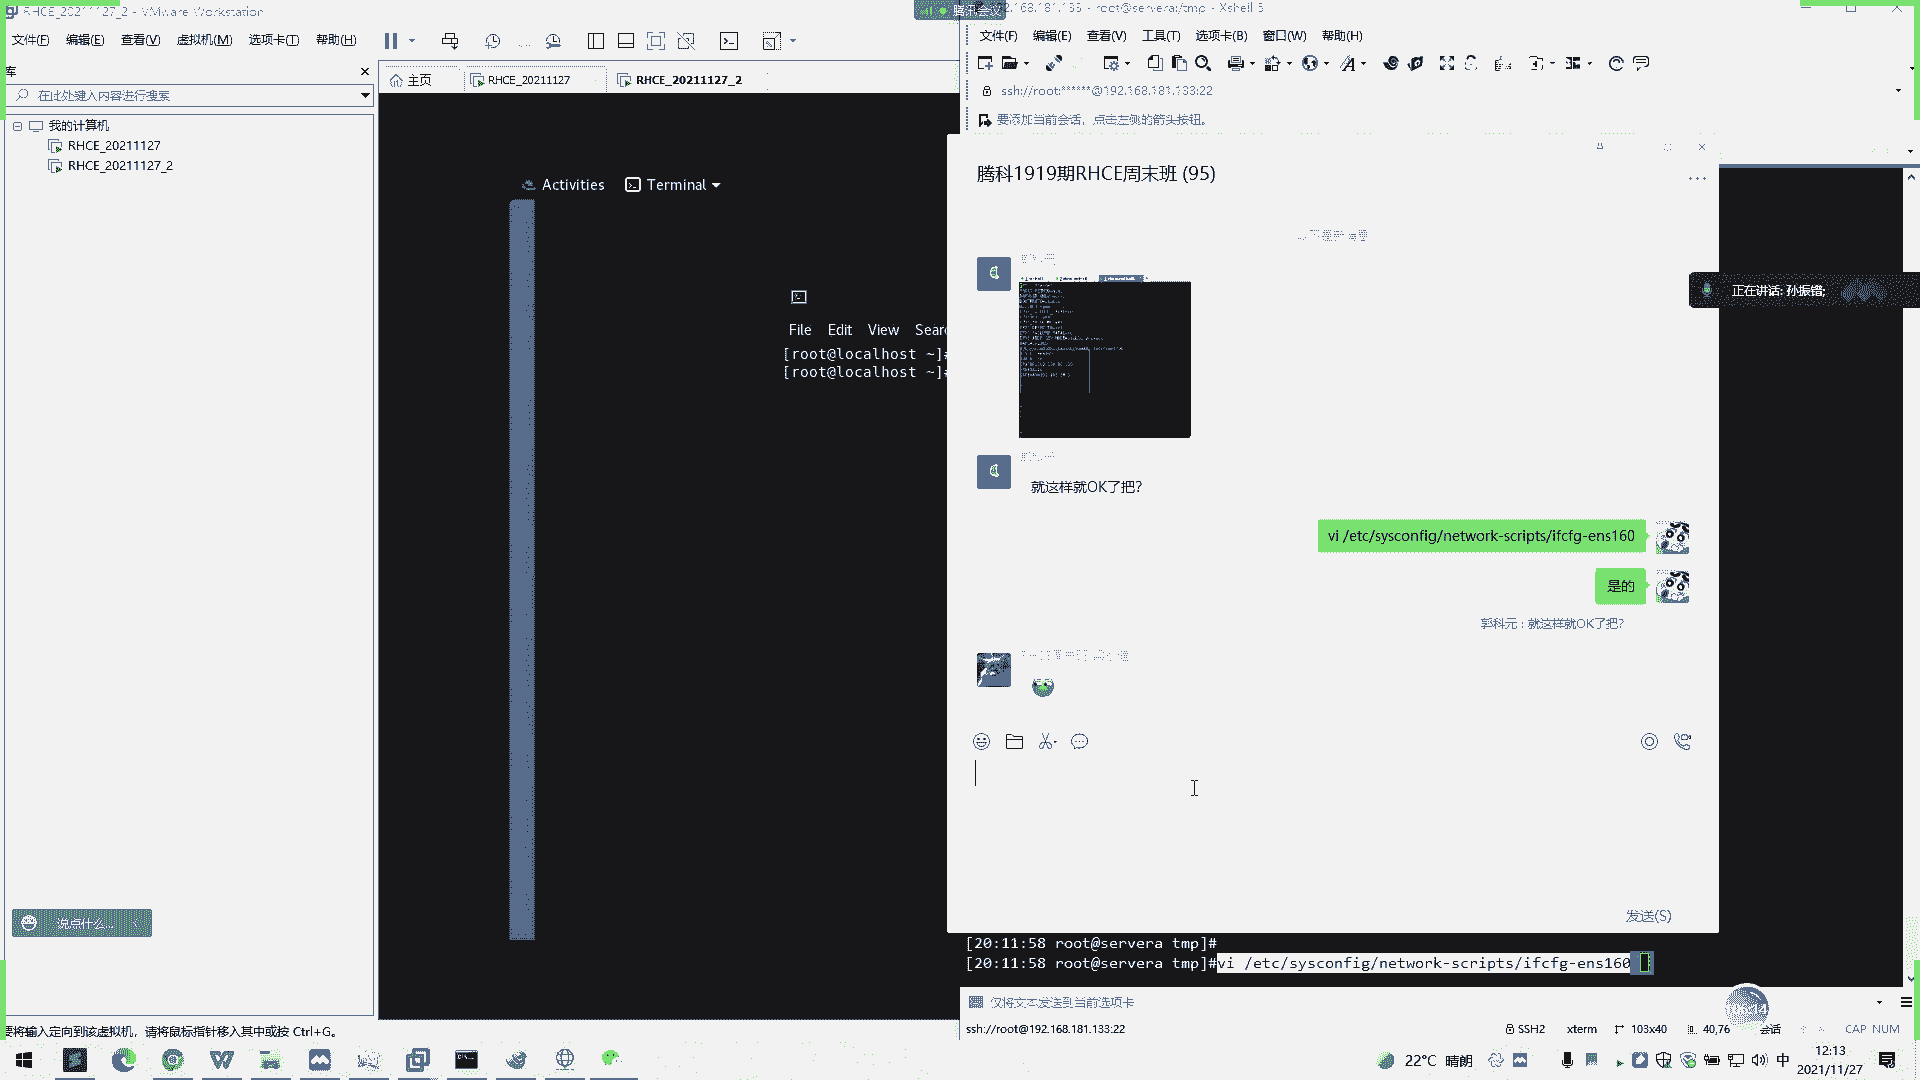 RHCE_20211127_2 - VMware Workstation
文件(F) 编辑(E) 查看(V) 虚拟机(M) 选项卡(T) 帮助(H)
库
在此处键入内容进行搜索
我的计算机
RHCE_20211127
RHCE_20211127_2
主页
RHCE_20211127
RHCE_20211127_2
Activities
Terminal
File Edit View
[root@localhost ~]
[root@localhost ~]
说点什么...
要将输入定向到该虚拟机，请将鼠标指针移入其中或按 Ctrl+G。
腾讯会议
root@servera:/tmp - Xshell 6
文件(F) 编辑(E) 查看(V) 工具(T) 选项卡(B) 窗口(W) 帮助(H)
ssh://root:******@192.168.181.133:22
要添加当前会话，点击左侧的箭头按钮。
腾科1919期RHCE周末班 (95)
就这样就OK了把?
vi /etc/sysconfig/network-scripts/ifcfg-ens160
是的
郭科元：就这样就OK了把?
发送(S)
正在讲话: 孙振锴;
[20:11:58 root@servera tmp]#
[20:11:58 root@servera tmp]#vi /etc/sysconfig/network-scripts/ifcfg-ens160
仅将文本发送到当前选项卡
ssh://root@192.168.181.133:22
SSH2
xterm
103x40
40,76
会话
CAP NUM
22°C 晴朗
中
12:13
2021/11/27